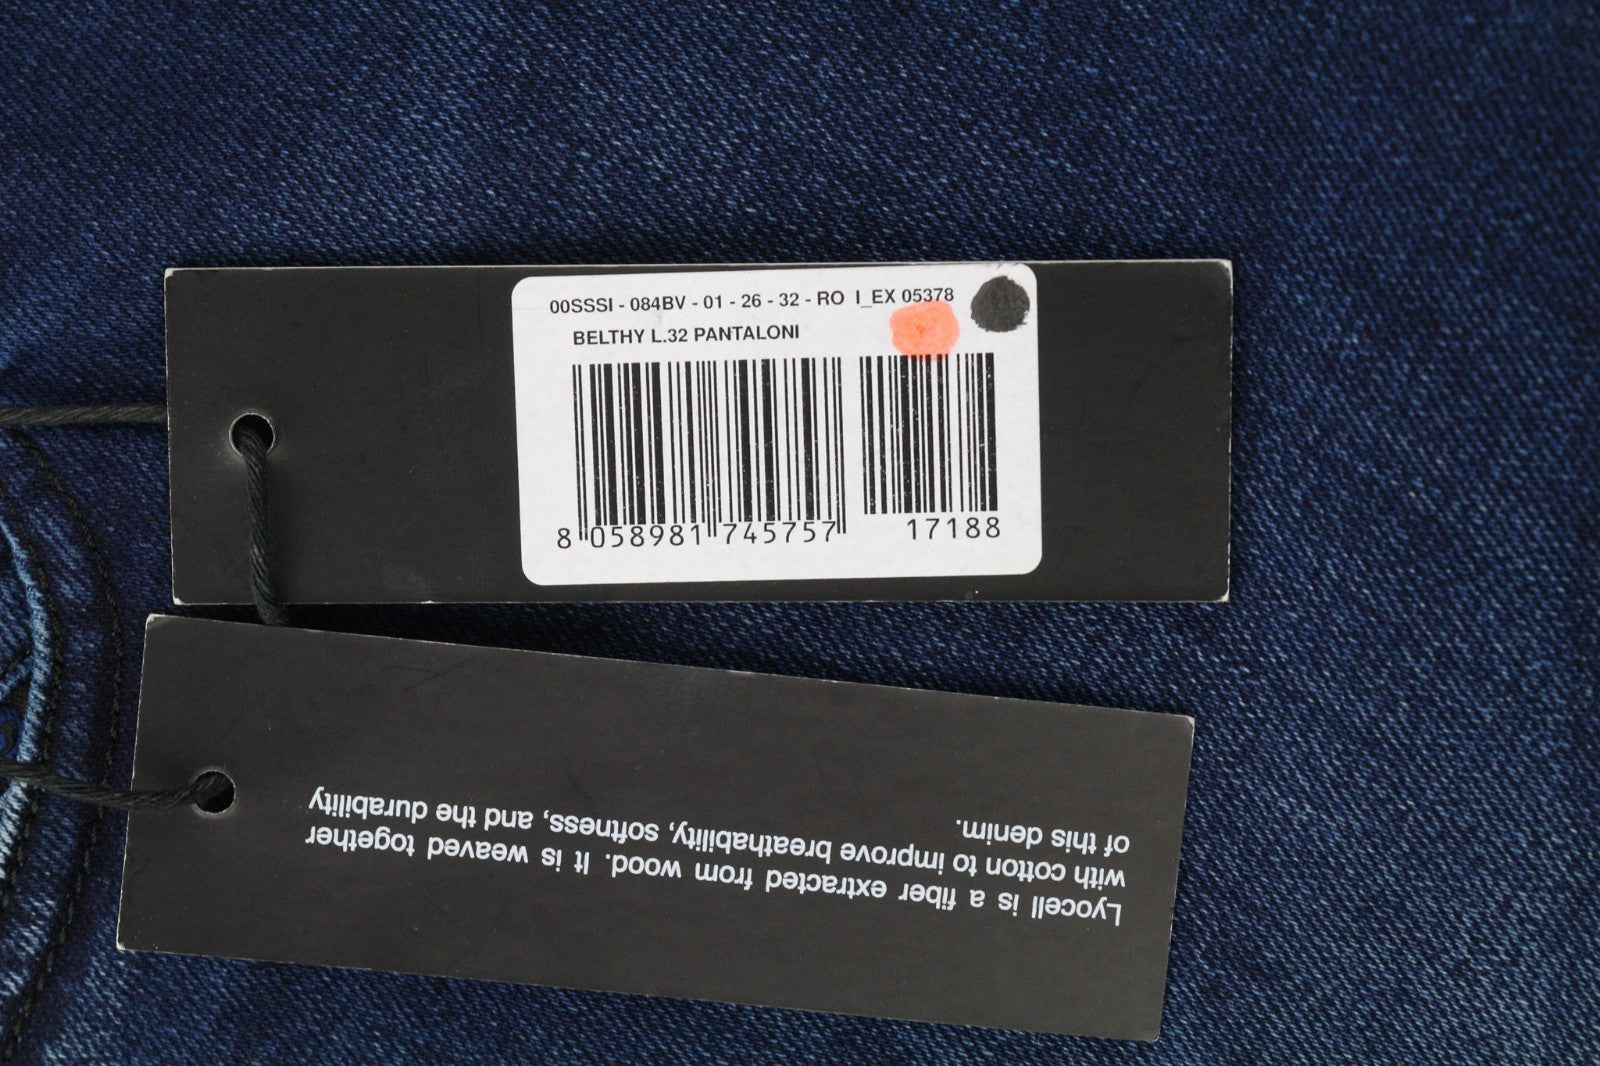 00SSSI - 084BV - 01 - 26 - 32 - RO I_EX 05378
BELTHY L.32 PANTALONI
8 058981 745757 17188
Lyocell is a fiber extracted from wood. It is weaved together
with cotton to improve breathability, softness, and the durability
of this denim.